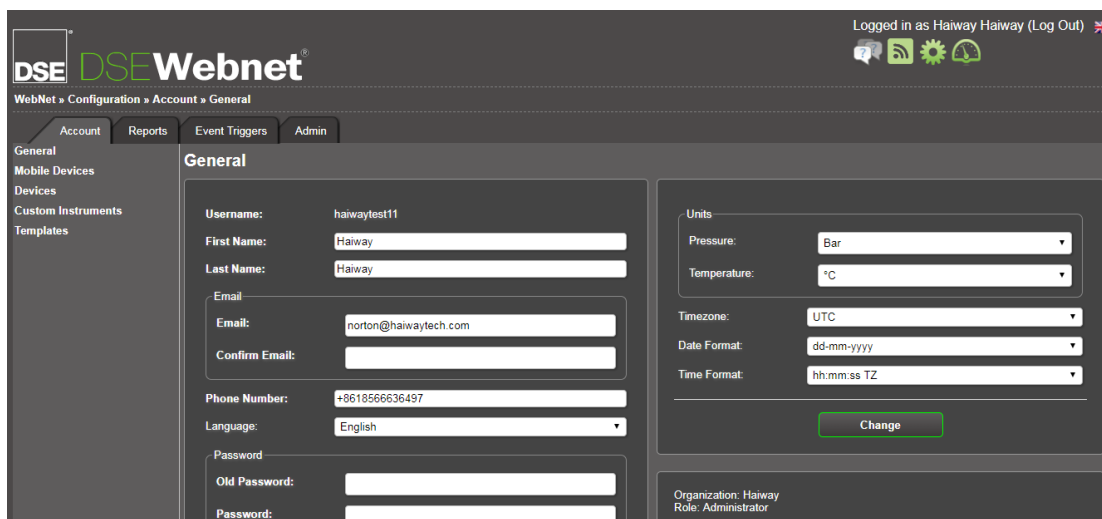 Logged in as Haiway Haiway (Log Out)
DSE DSEWebnet®
WebNet » Configuration » Account » General
Account Reports Event Triggers Admin
General
Mobile Devices
Devices
Custom Instruments
Templates
General
Username: haiwaytest11
First Name: Haiway
Last Name: Haiway
Email
Email: norton@haiwaytech.com
Confirm Email:
Phone Number: +8618566636497
Language: English
Password
Old Password:
Password:
Units
Pressure: Bar
Temperature: °C
Timezone: UTC
Date Format: dd-mm-yyyy
Time Format: hh:mm:ss TZ
Change
Organization: Haiway
Role: Administrator